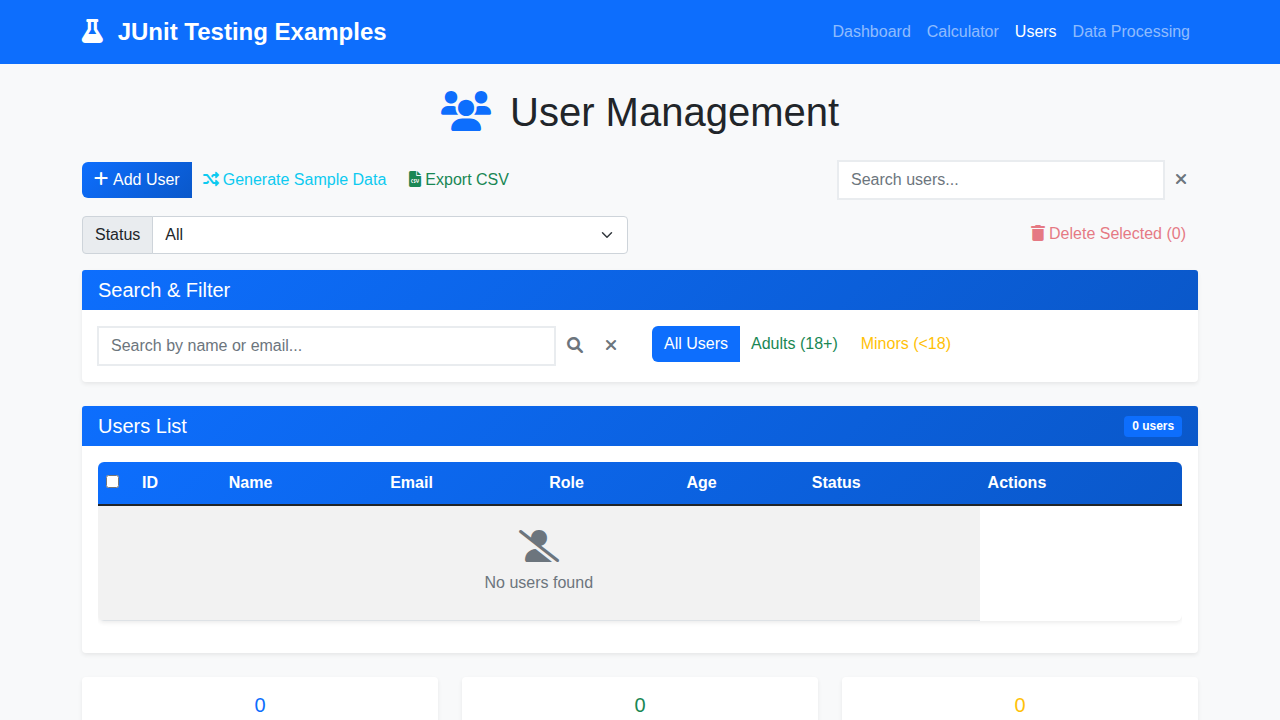 JUnit Testing Examples
Dashboard Calculator Users Data Processing
User Management
Add User Generate Sample Data Export CSV Search users...
Status All Delete Selected (0)
Search & Filter
Search by name or email... All Users Adults (18+) Minors (<18)
Users List 0 users
ID Name Email Role Age Status Actions
No users found
0 0 0